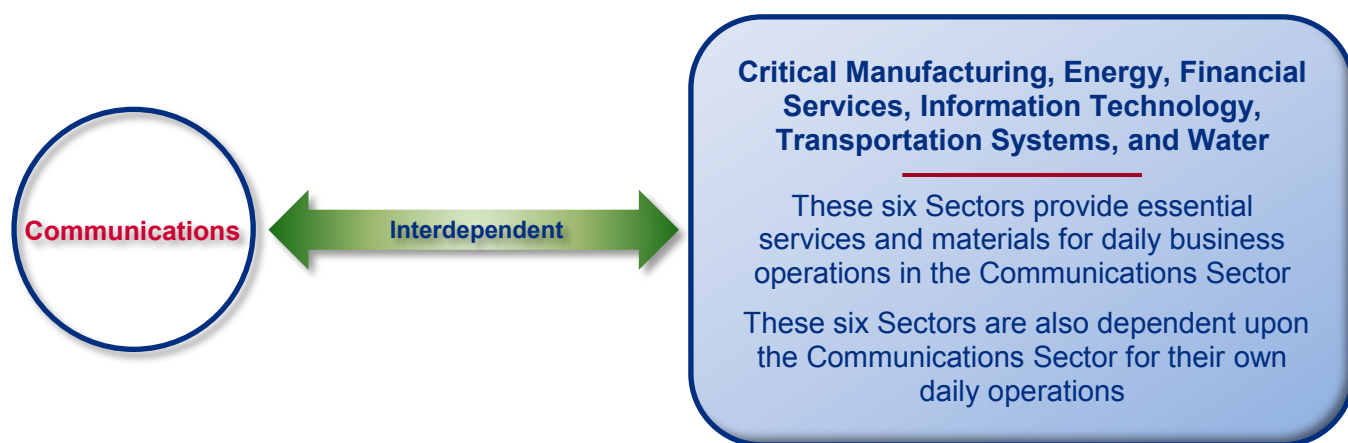 Communications
Interdependent
Critical Manufacturing, Energy, Financial
Services, Information Technology,
Transportation Systems, and Water
These six Sectors provide essential
services and materials for daily business
operations in the Communications Sector
These six Sectors are also dependent upon
the Communications Sector for their own
daily operations